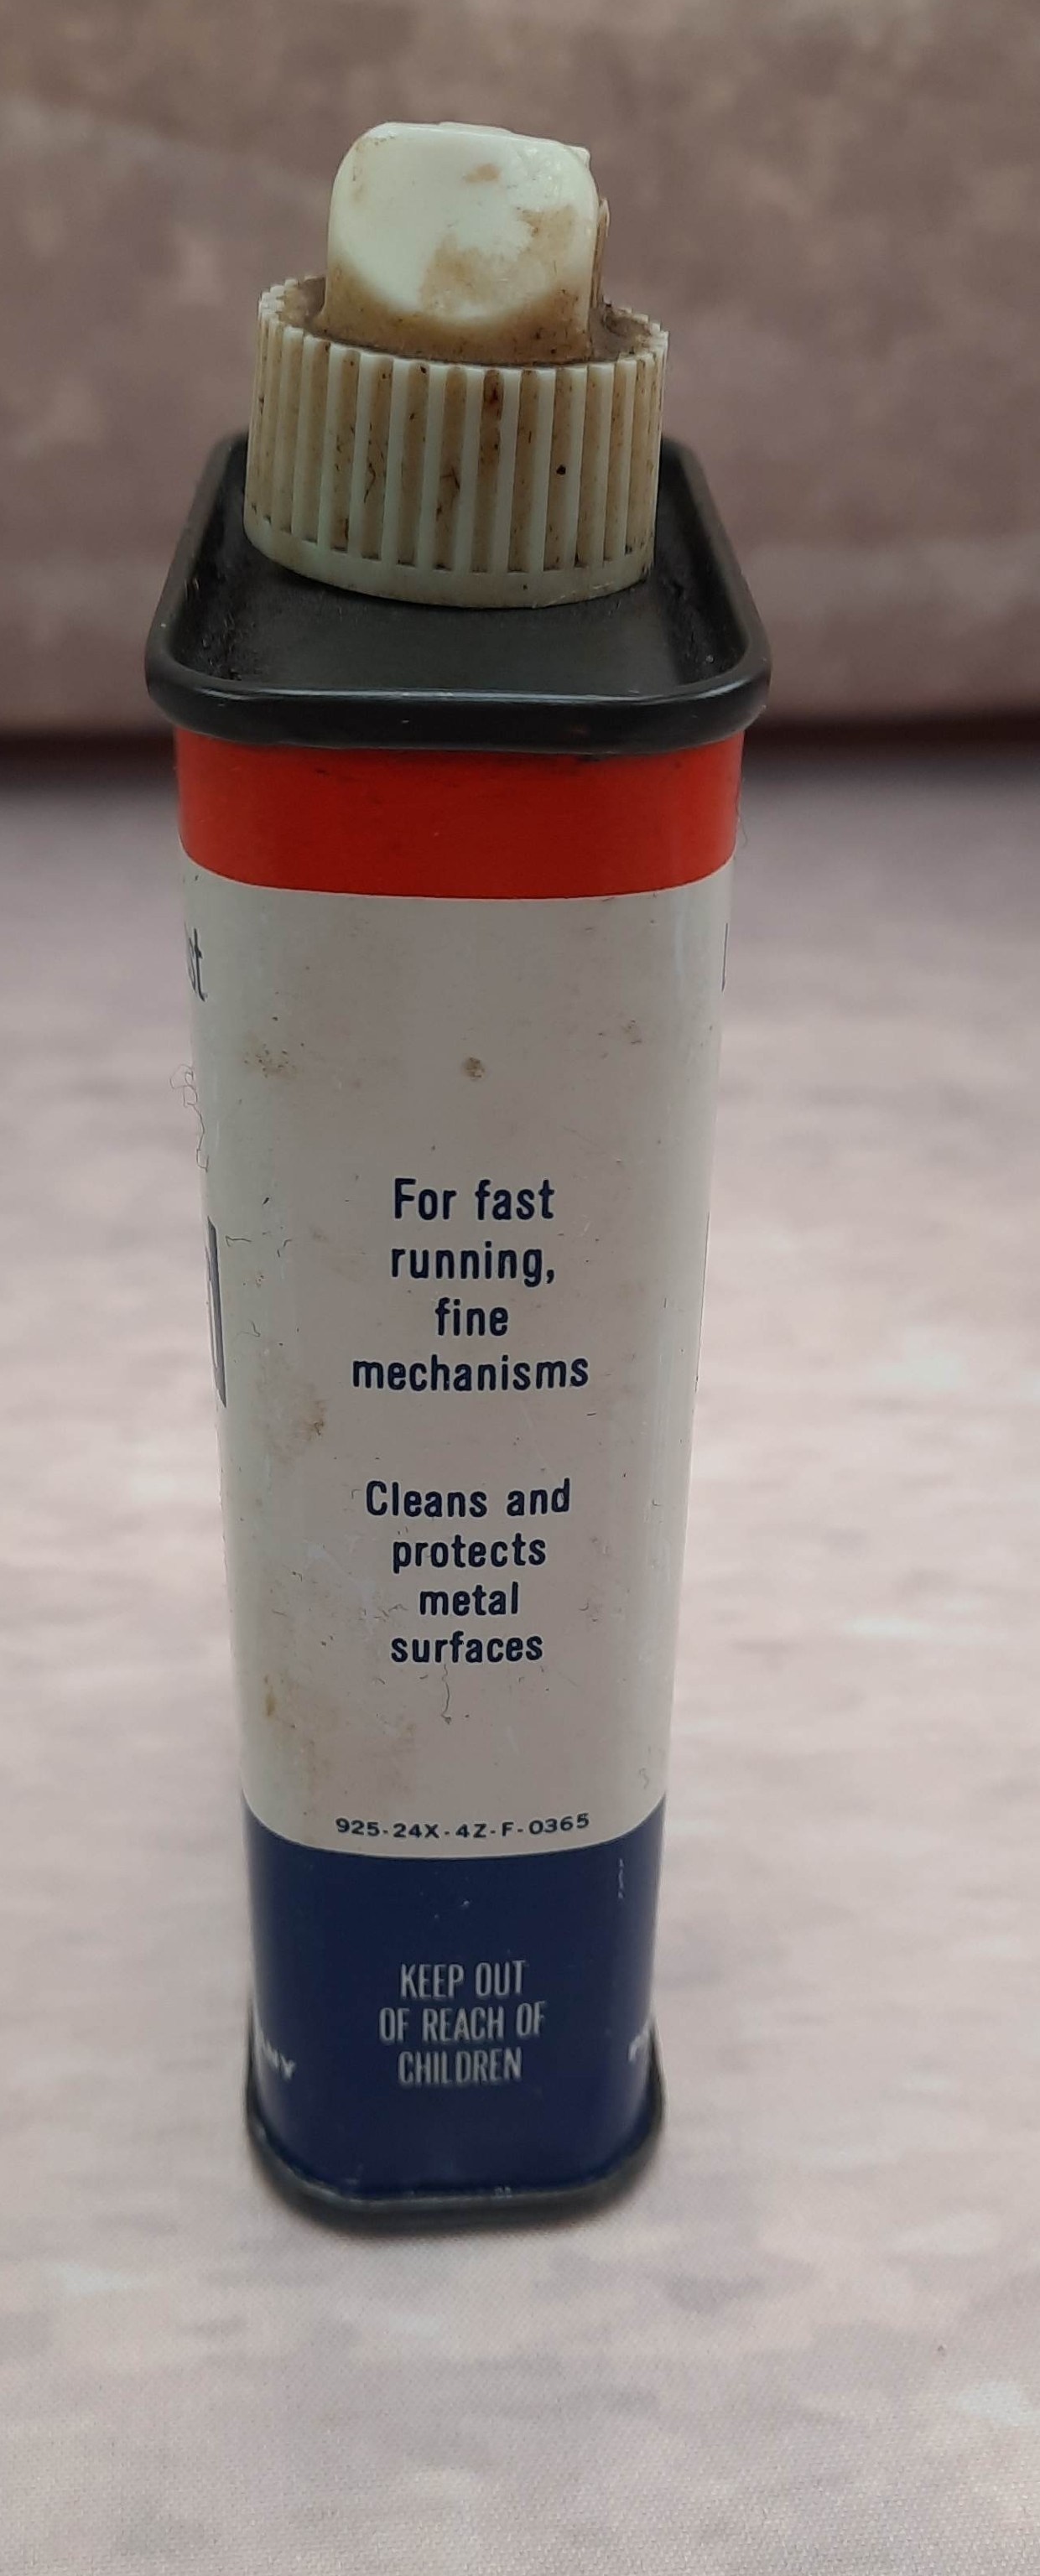 For fast
running,
fine
mechanisms
Cleans and
protects
metal
surfaces
925-24X-4Z-F-0365
KEEP OUT
OF REACH OF
CHILDREN